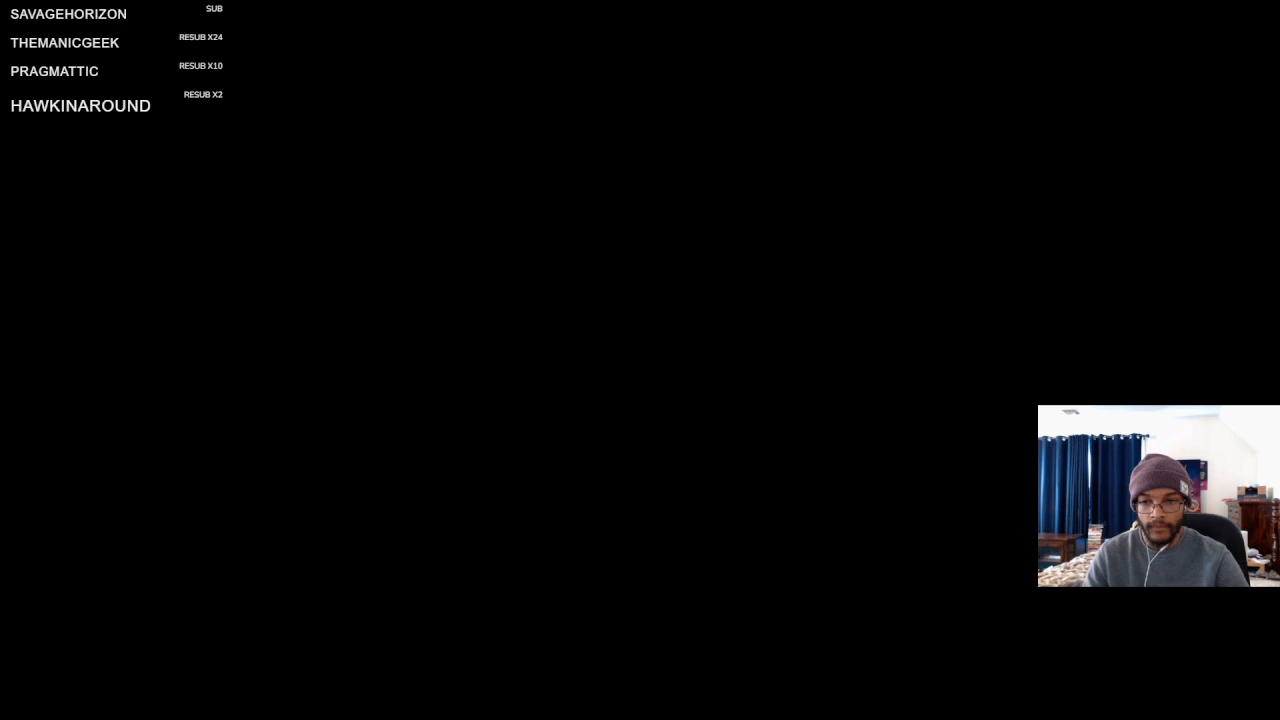 SAVAGEHORIZON SUB
THEMANICGEEK RESUB X24
PRAGMATTIC RESUB X10
HAWKINAROUND RESUB X2